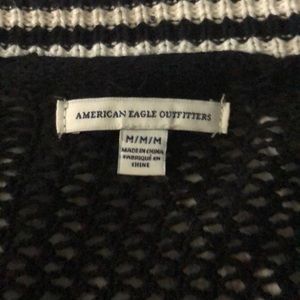 AMERICAN EAGLE OUTFITTERS
M/M/M
MADE IN CHINA
FABRIQUÉ EN
CHINE